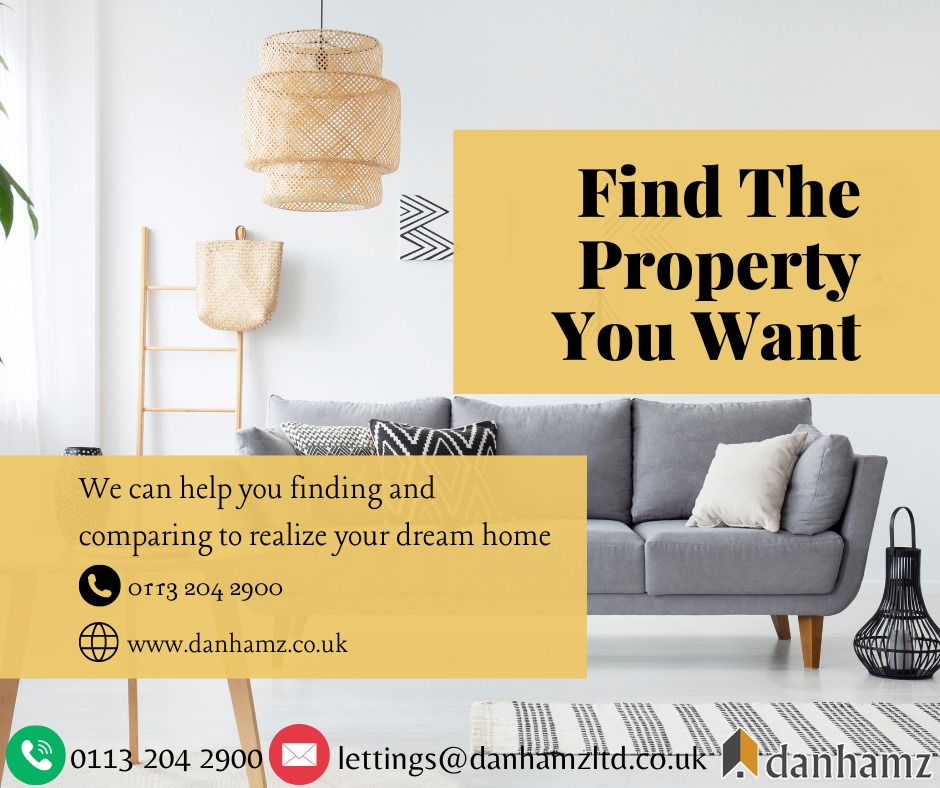 Find The
Property
You Want
We can help you finding and
comparing to realize your dream home
0113 204 2900
www.danhamz.co.uk
0113 204 2900
lettings@danhamzltd.co.uk
danhamz